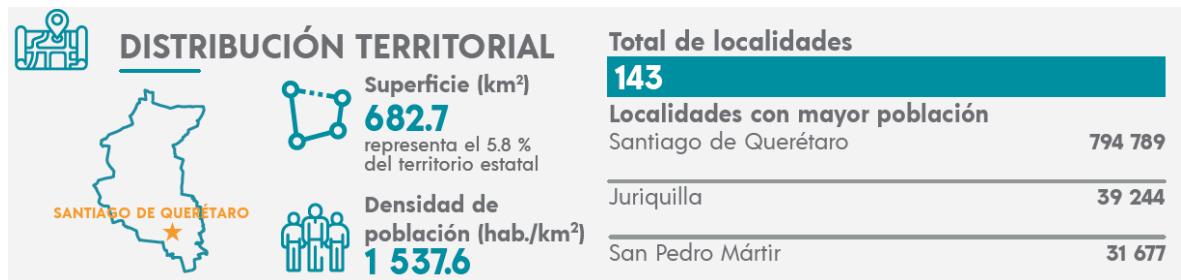 DISTRIBUCIÓN TERRITORIAL
SANTIAGO DE QUERÉTARO
Superficie (km²)
682.7
representa el 5.8 %
del territorio estatal
Densidad de
población (hab./km²)
1 537.6
Total de localidades
143
Localidades con mayor población
Santiago de Querétaro 794 789
Juriquilla 39 244
San Pedro Mártir 31 677